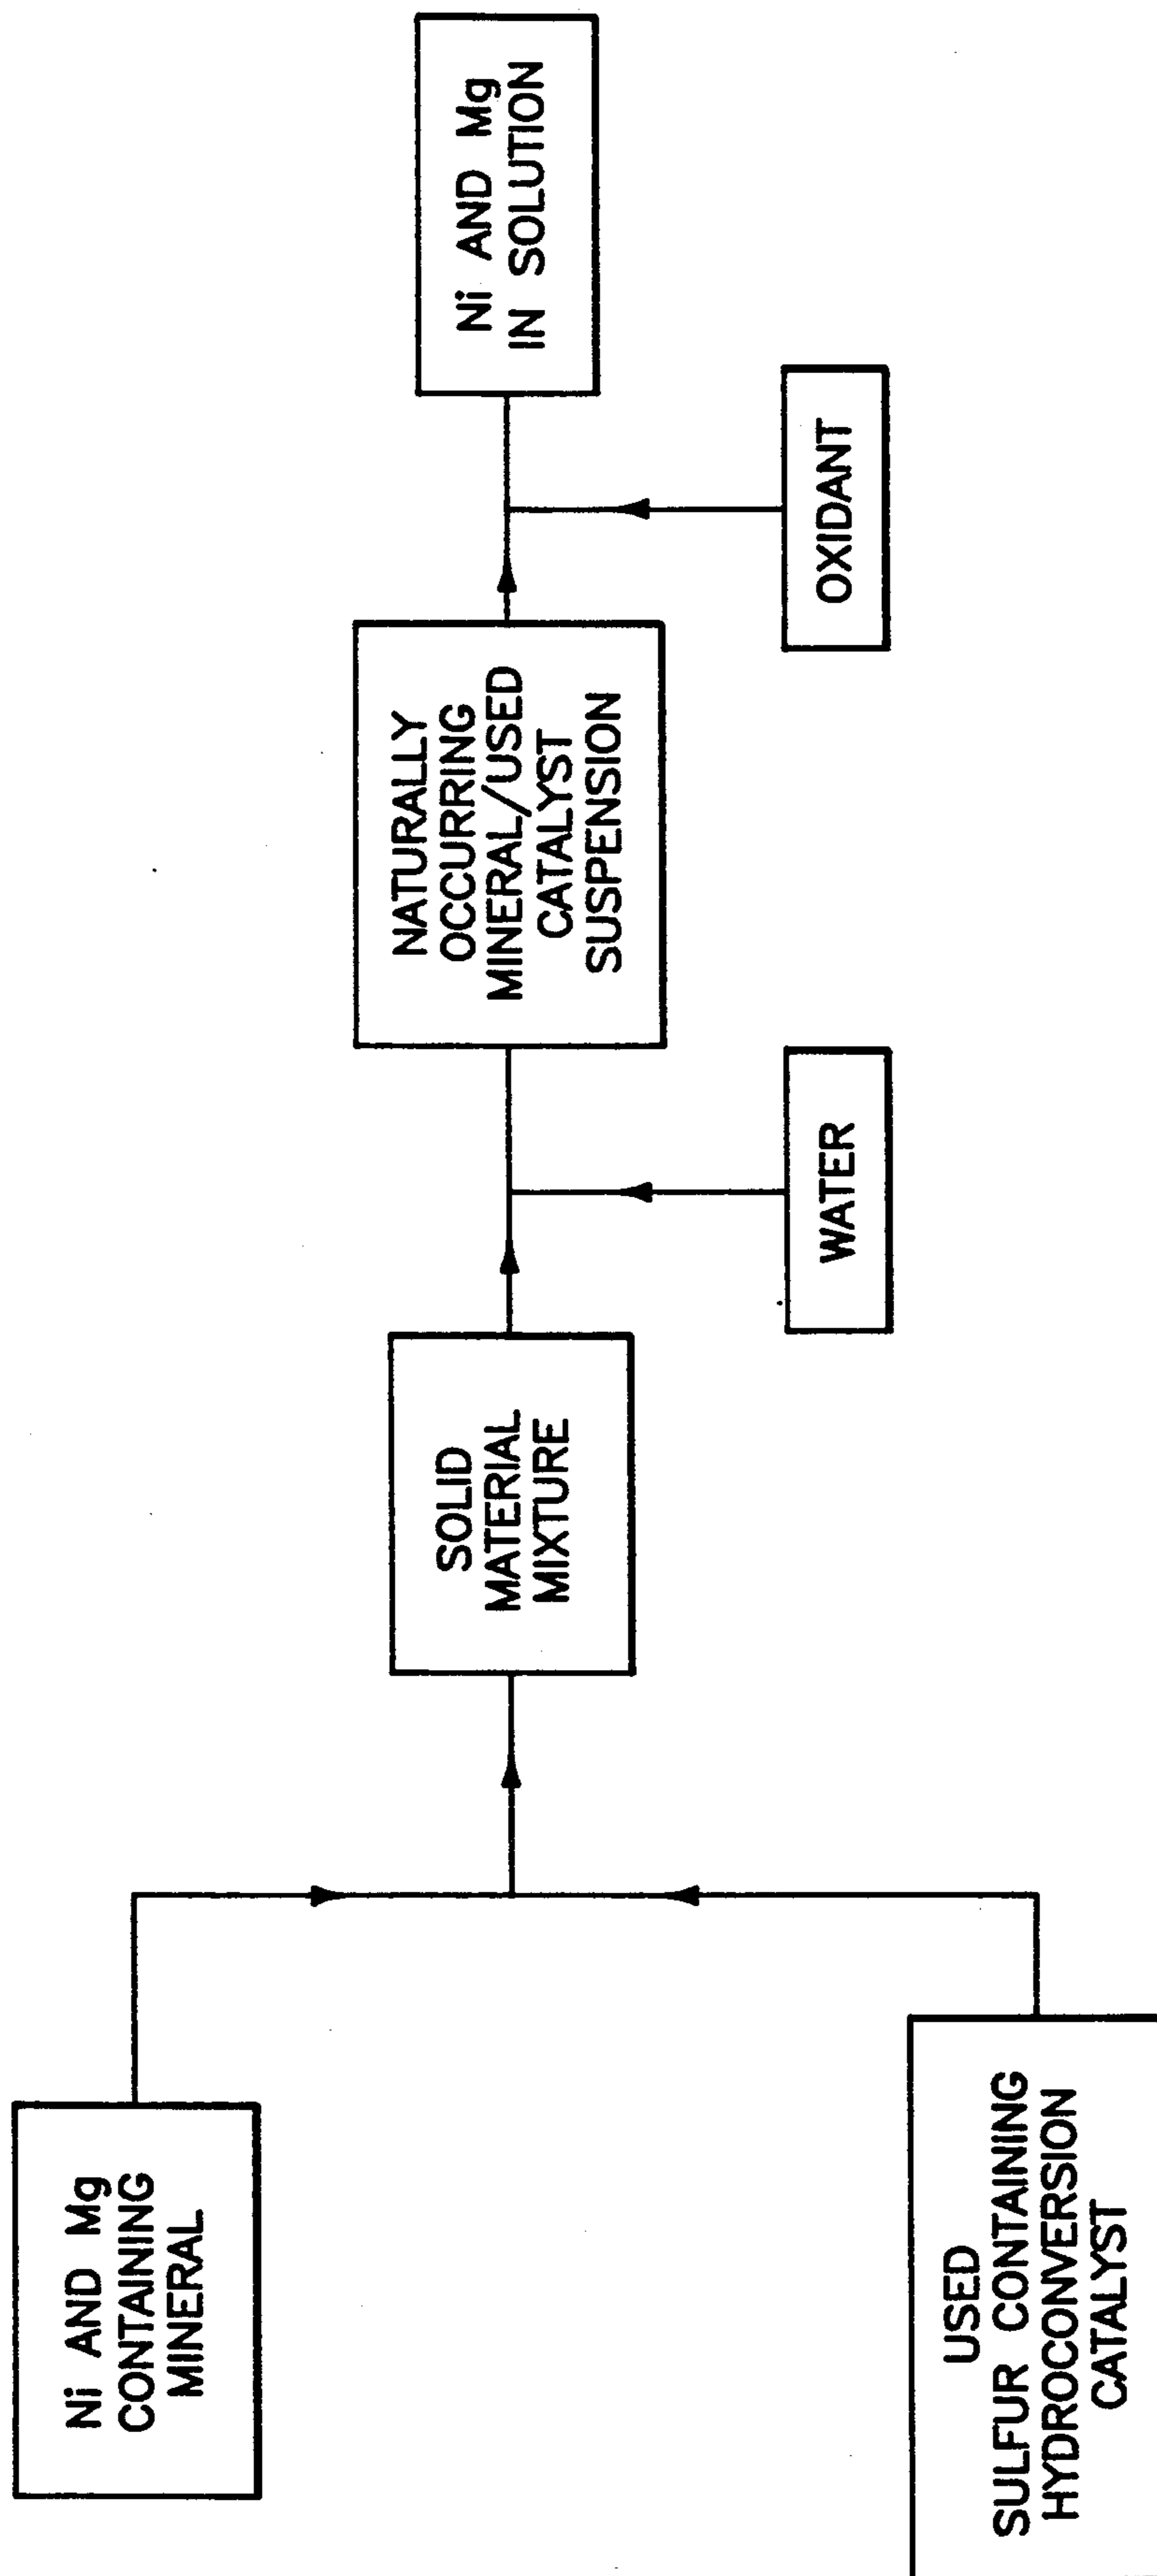 Ni AND Mg
CONTAINING
MINERAL
USED
SULFUR CONTAINING
HYDROCONVERSION
CATALYST
SOLID
MATERIAL
MIXTURE
WATER
NATURALLY
OCCURRING
MINERAL/USED
CATALYST
SUSPENSION
OXIDANT
Ni AND Mg
IN SOLUTION